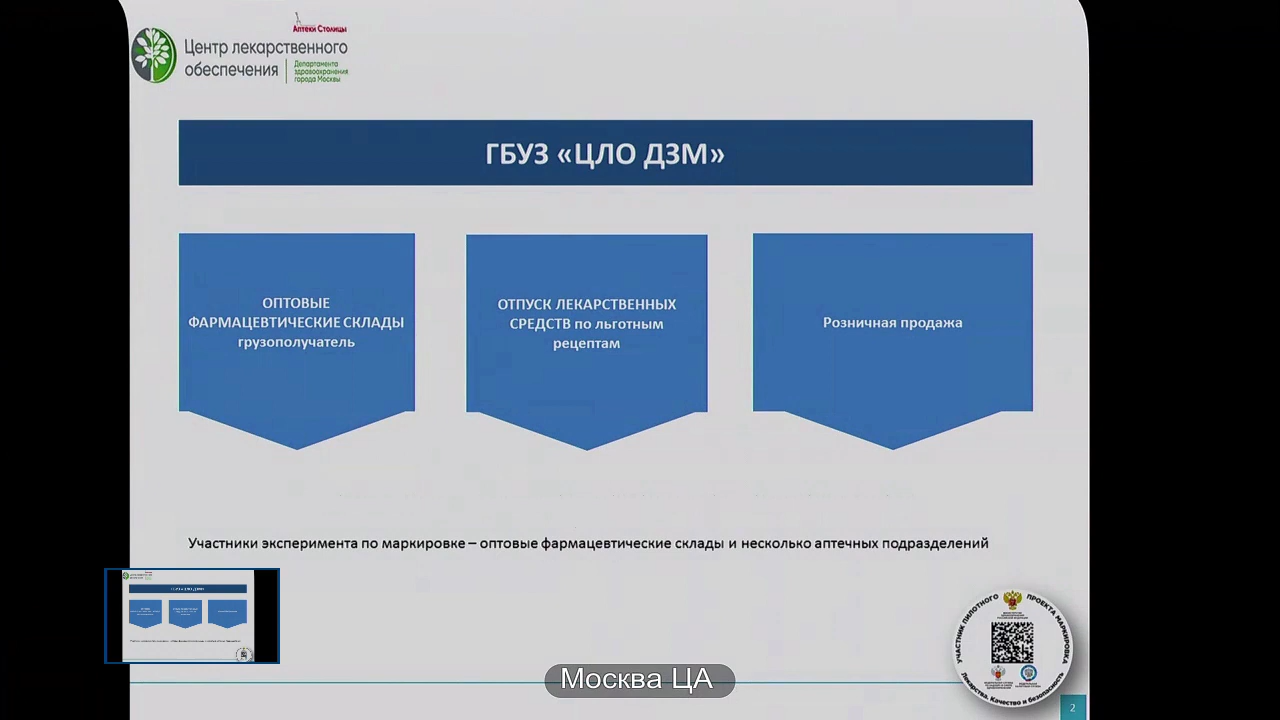 Аптеки Столицы
Центр лекарственного
обеспечения
Департамента
здравоохранения
города Москвы
ГБУЗ «ЦЛО ДЗМ»
ОПТОВЫЕ
ФАРМАЦЕВТИЧЕСКИЕ СКЛАДЫ
грузополучатель
ОТПУСК ЛЕКАРСТВЕННЫХ
СРЕДСТВ по льготным
рецептам
Розничная продажа
Участники эксперимента по маркировке – оптовые фармацевтические склады и несколько аптечных подразделений
УЧАСТНИК ПИЛОТНОГО ПРОЕКТА МАРКИРОВКА
Лекарства. Качество и безопасность
Москва ЦА
2